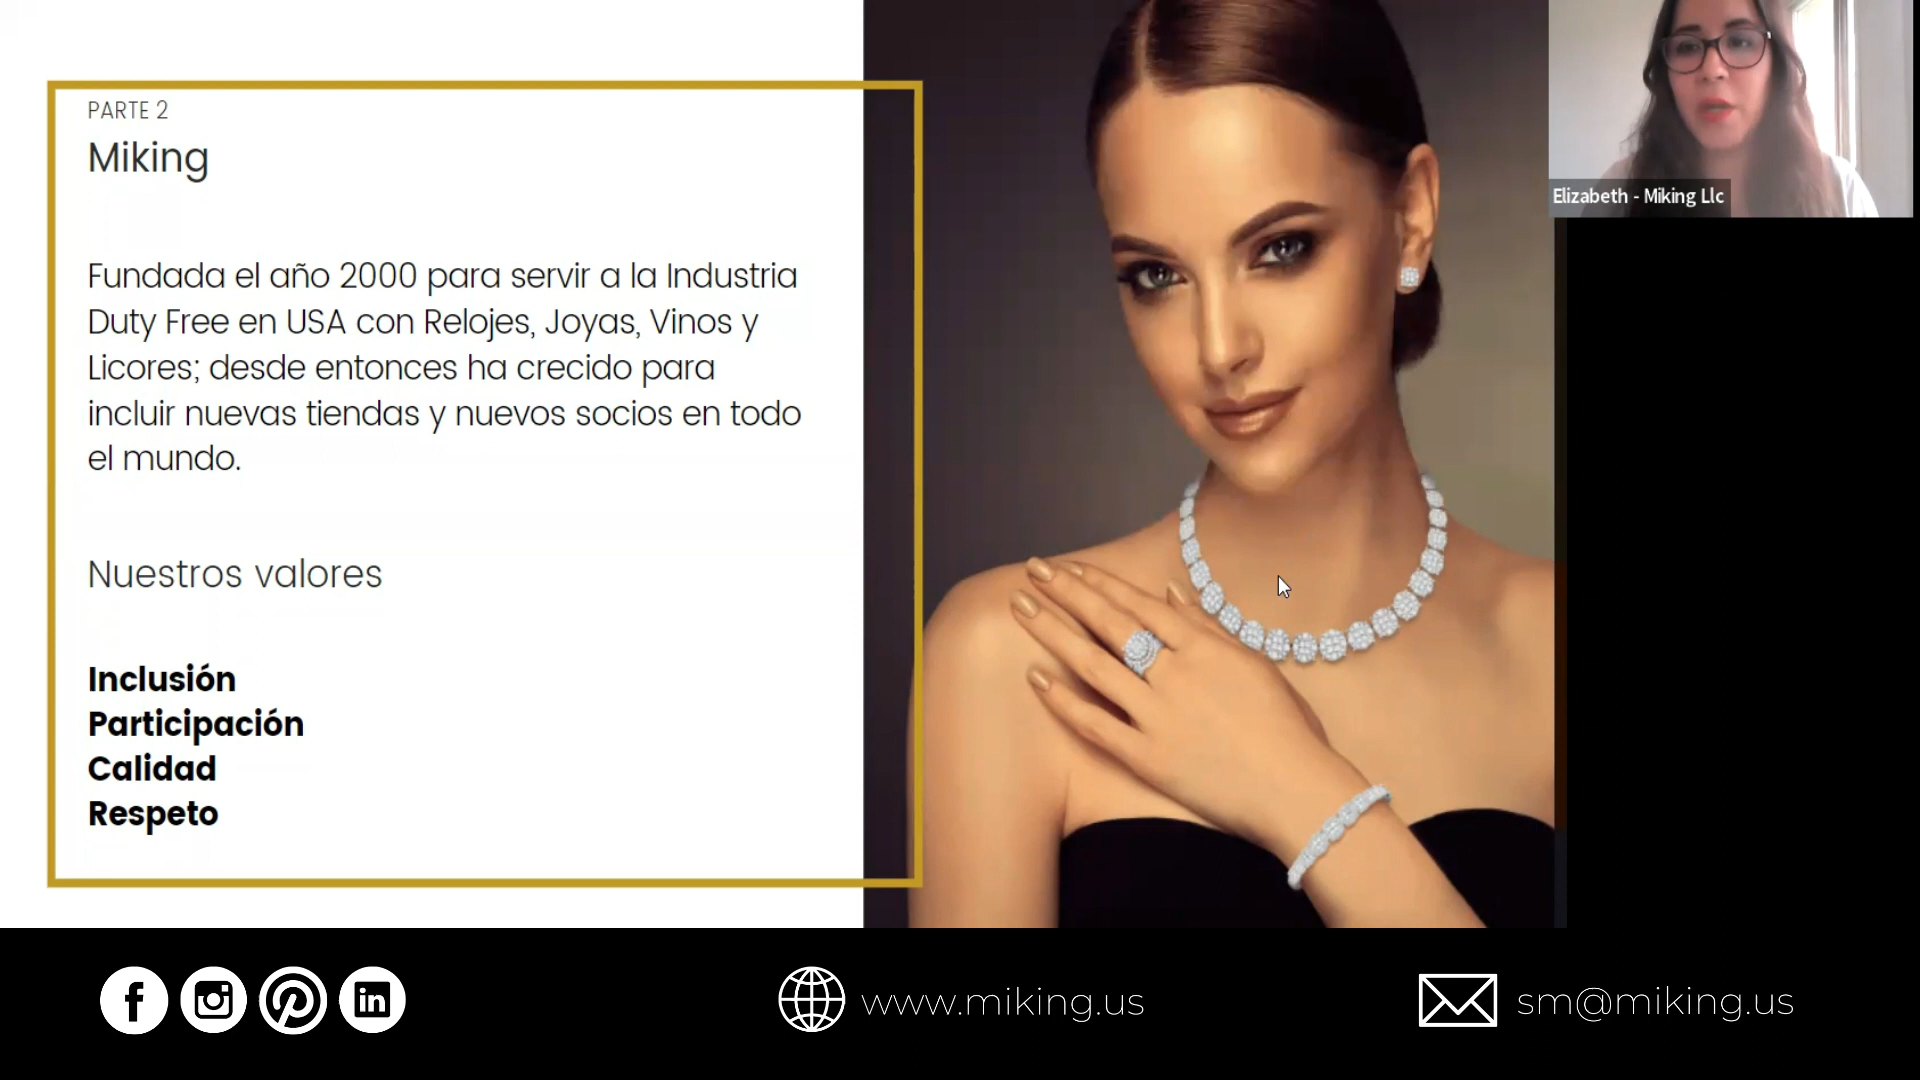 PARTE 2
Miking
Fundada el año 2000 para servir a la Industria
Duty Free en USA con Relojes, Joyas, Vinos y
Licores; desde entonces ha crecido para
incluir nuevas tiendas y nuevos socios en todo
el mundo.
Nuestros valores
Inclusión
Participación
Calidad
Respeto
Elizabeth - Miking Llc
www.miking.us
sm@miking.us